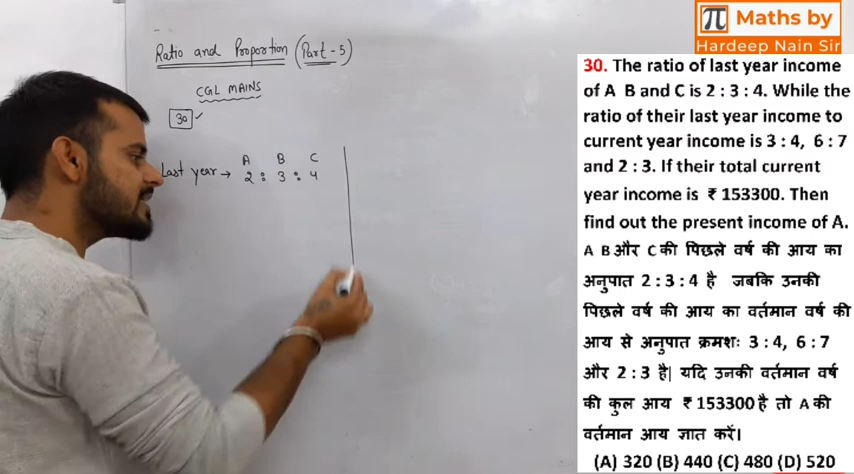 π Maths by
Hardeep Nain Sir
Ratio and Proportion (Part-5)
CGL MAINS
30
A B C
Last year → 2 : 3 : 4
30. The ratio of last year income
of A B and C is 2 : 3 : 4. While the
ratio of their last year income to
current year income is 3 : 4, 6 : 7
and 2 : 3. If their total current
year income is ₹ 153300. Then
find out the present income of A.
A B और C की पिछले वर्ष की आय का
अनुपात 2 : 3 : 4 है जबकि उनकी
पिछले वर्ष की आय का वर्तमान वर्ष की
आय से अनुपात क्रमशः 3 : 4, 6 : 7
और 2 : 3 है| यदि उनकी वर्तमान वर्ष
की कुल आय ₹ 153300 है तो A की
वर्तमान आय ज्ञात करें।
(A) 320 (B) 440 (C) 480 (D) 520